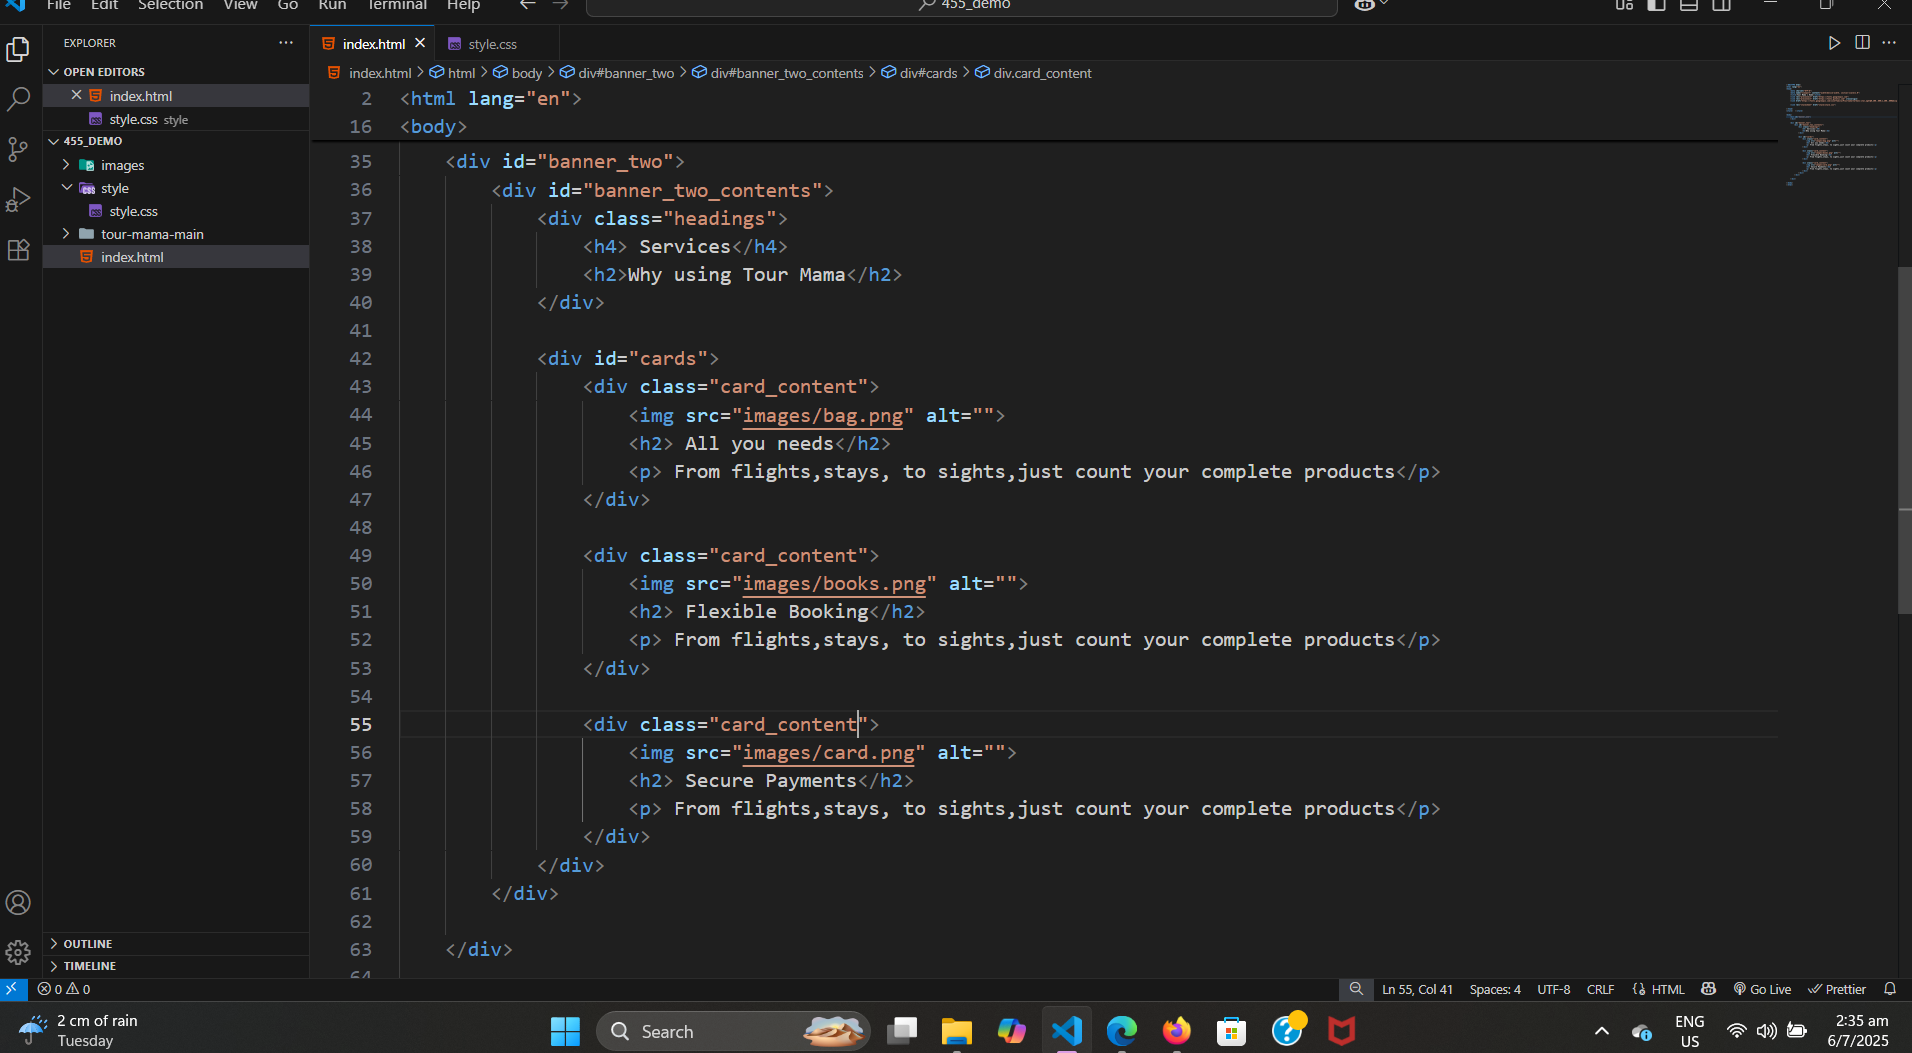 File Edit Selection View Go Run Terminal Help
455_demo
EXPLORER
index.html
style.css
OPEN EDITORS
index.html
style.css style
455_DEMO
images
style
style.css
tour-mama-main
index.html
OUTLINE
TIMELINE
index.html > html > body > div#banner_two > div#banner_two_contents > div#cards > div.card_content
2 <html lang="en">
16 <body>
35 <div id="banner_two">
36 <div id="banner_two_contents">
37 <div class="headings">
38 <h4> Services</h4>
39 <h2>Why using Tour Mama</h2>
40 </div>
41
42 <div id="cards">
43 <div class="card_content">
44 <img src="images/bag.png" alt="">
45 <h2> All you needs</h2>
46 <p> From flights,stays, to sights,just count your complete products</p>
47 </div>
48
49 <div class="card_content">
50 <img src="images/books.png" alt="">
51 <h2> Flexible Booking</h2>
52 <p> From flights,stays, to sights,just count your complete products</p>
53 </div>
54
55 <div class="card_content">
56 <img src="images/card.png" alt="">
57 <h2> Secure Payments</h2>
58 <p> From flights,stays, to sights,just count your complete products</p>
59 </div>
60 </div>
61 </div>
62
63 </div>
64
0 0
Ln 55, Col 41 Spaces: 4 UTF-8 CRLF HTML Go Live Prettier
2 cm of rain
Tuesday
Search
ENG
US
2:35 am
6/7/2025